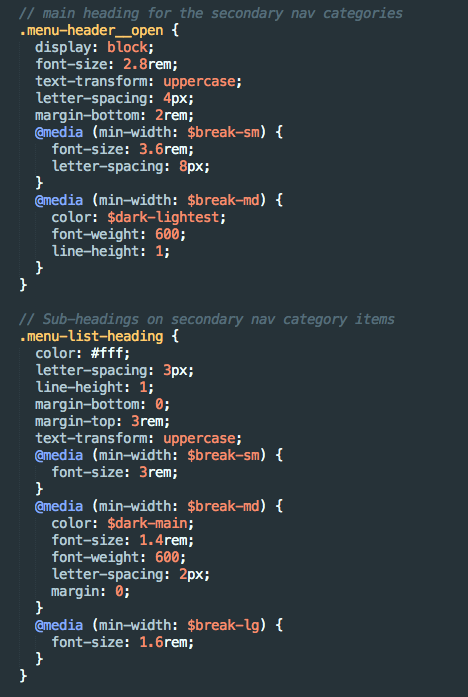 // main heading for the secondary nav categories
.menu-header__open {
  display: block;
  font-size: 2.8rem;
  text-transform: uppercase;
  letter-spacing: 4px;
  margin-bottom: 2rem;
  @media (min-width: $break-sm) {
    font-size: 3.6rem;
    letter-spacing: 8px;
  }
  @media (min-width: $break-md) {
    color: $dark-lightest;
    font-weight: 600;
    line-height: 1;
  }
}

// Sub-headings on secondary nav category items
.menu-list-heading {
  color: #fff;
  letter-spacing: 3px;
  line-height: 1;
  margin-bottom: 0;
  margin-top: 3rem;
  text-transform: uppercase;
  @media (min-width: $break-sm) {
    font-size: 3rem;
  }
  @media (min-width: $break-md) {
    color: $dark-main;
    font-size: 1.4rem;
    font-weight: 600;
    letter-spacing: 2px;
    margin: 0;
  }
  @media (min-width: $break-lg) {
    font-size: 1.6rem;
  }
}